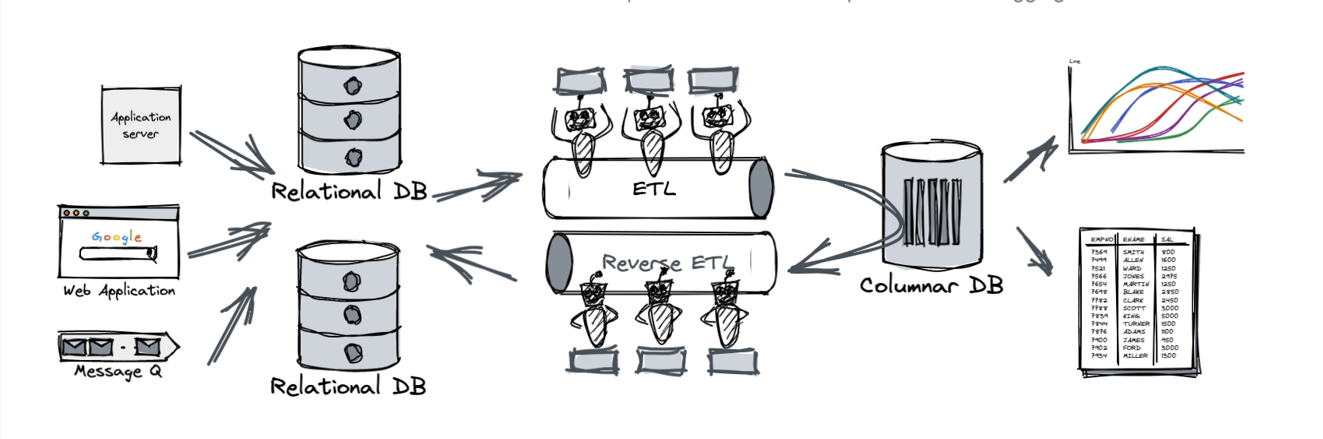 Application
server
Relational DB
Google
Web Application
Message Q
Relational DB
ETL
Reverse ETL
Columnar DB
Line
EMPNO ENAME SAL
7369 SMITH 800
7499 ALLEN 1600
7521 WARD 1250
7566 JONES 2975
7654 MARTIN 1250
7698 BLAKE 2850
7782 CLARK 2450
7788 SCOTT 3000
7839 KING 5000
7844 TURNER 1500
7876 ADAMS 1100
7900 JAMES 950
7902 FORD 3000
7934 MILLER 1300